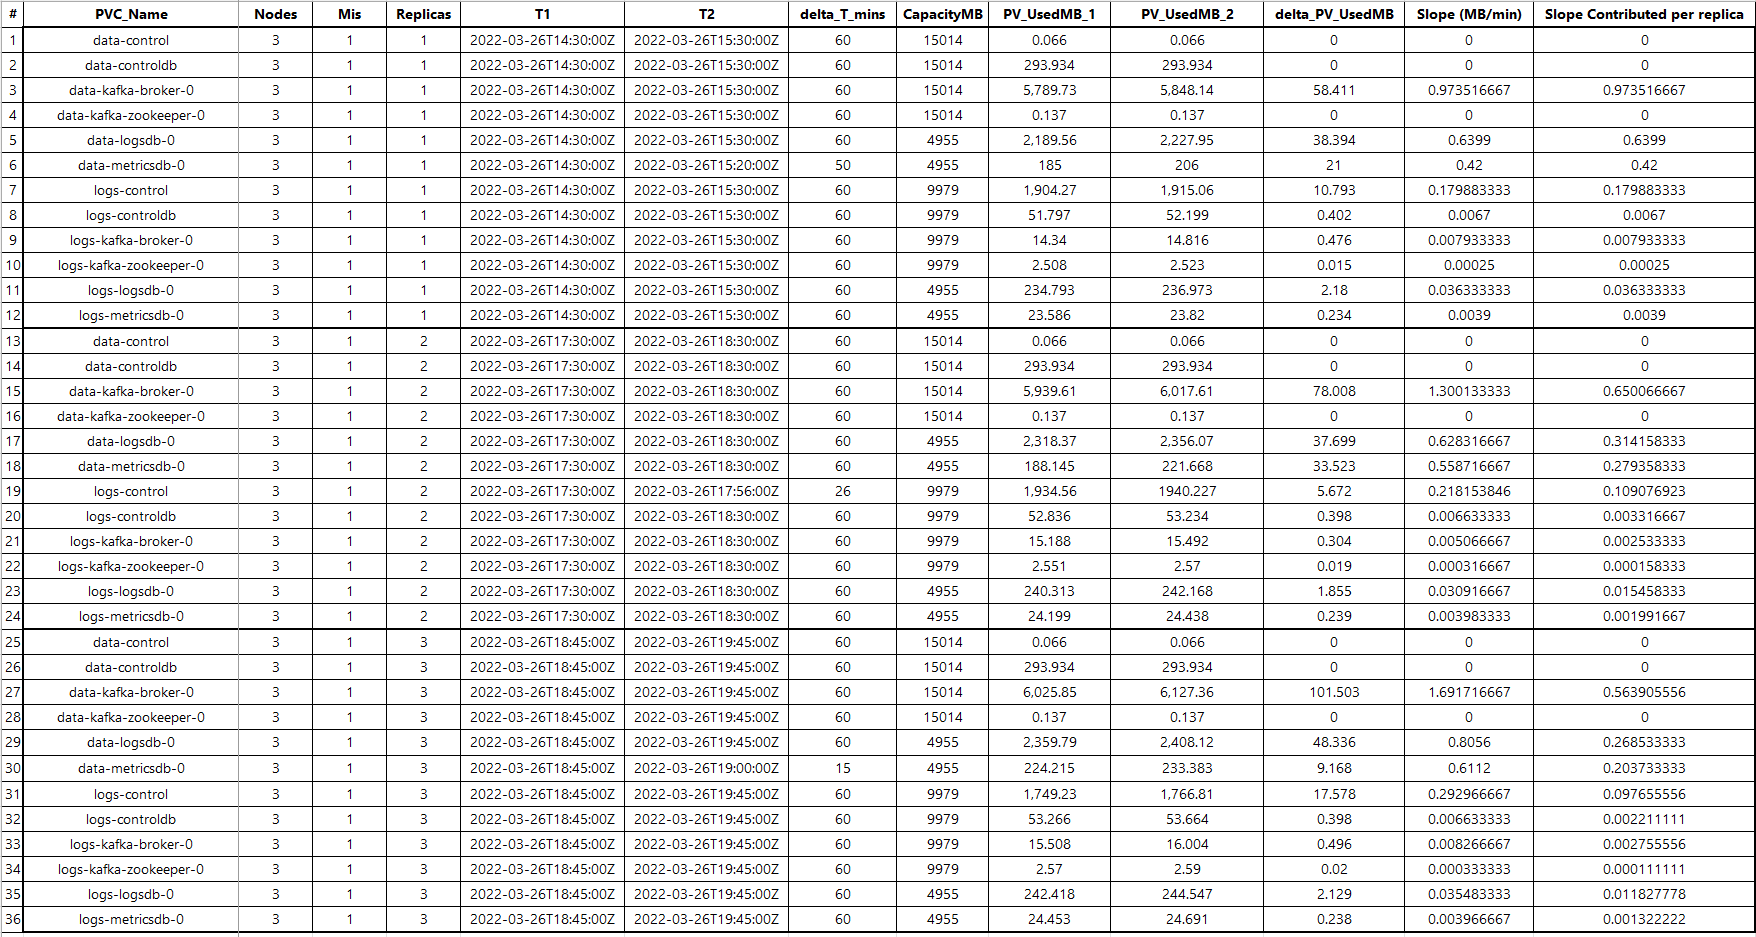 # PVC_Name Nodes Mis Replicas T1 T2 delta_T_mins CapacityMB PV_UsedMB_1 PV_UsedMB_2 delta_PV_UsedMB Slope (MB/min) Slope Contributed per replica
1 data-control 3 1 1 2022-03-26T14:30:00Z 2022-03-26T15:30:00Z 60 15014 0.066 0.066 0 0 0
2 data-controldb 3 1 1 2022-03-26T14:30:00Z 2022-03-26T15:30:00Z 60 15014 293.934 293.934 0 0 0
3 data-kafka-broker-0 3 1 1 2022-03-26T14:30:00Z 2022-03-26T15:30:00Z 60 15014 5,789.73 5,848.14 58.411 0.973516667 0.973516667
4 data-kafka-zookeeper-0 3 1 1 2022-03-26T14:30:00Z 2022-03-26T15:30:00Z 60 15014 0.137 0.137 0 0 0
5 data-logsdb-0 3 1 1 2022-03-26T14:30:00Z 2022-03-26T15:30:00Z 60 4955 2,189.56 2,227.95 38.394 0.6399 0.6399
6 data-metricsdb-0 3 1 1 2022-03-26T14:30:00Z 2022-03-26T15:20:00Z 50 4955 185 206 21 0.42 0.42
7 logs-control 3 1 1 2022-03-26T14:30:00Z 2022-03-26T15:30:00Z 60 9979 1,904.27 1,915.06 10.793 0.179883333 0.179883333
8 logs-controldb 3 1 1 2022-03-26T14:30:00Z 2022-03-26T15:30:00Z 60 9979 51.797 52.199 0.402 0.0067 0.0067
9 logs-kafka-broker-0 3 1 1 2022-03-26T14:30:00Z 2022-03-26T15:30:00Z 60 9979 14.34 14.816 0.476 0.007933333 0.007933333
10 logs-kafka-zookeeper-0 3 1 1 2022-03-26T14:30:00Z 2022-03-26T15:30:00Z 60 9979 2.508 2.523 0.015 0.00025 0.00025
11 logs-logsdb-0 3 1 1 2022-03-26T14:30:00Z 2022-03-26T15:30:00Z 60 4955 234.793 236.973 2.18 0.036333333 0.036333333
12 logs-metricsdb-0 3 1 1 2022-03-26T14:30:00Z 2022-03-26T15:30:00Z 60 4955 23.586 23.82 0.234 0.0039 0.0039
13 data-control 3 1 2 2022-03-26T17:30:00Z 2022-03-26T18:30:00Z 60 15014 0.066 0.066 0 0 0
14 data-controldb 3 1 2 2022-03-26T17:30:00Z 2022-03-26T18:30:00Z 60 15014 293.934 293.934 0 0 0
15 data-kafka-broker-0 3 1 2 2022-03-26T17:30:00Z 2022-03-26T18:30:00Z 60 15014 5,939.61 6,017.61 78.008 1.300133333 0.650066667
16 data-kafka-zookeeper-0 3 1 2 2022-03-26T17:30:00Z 2022-03-26T18:30:00Z 60 15014 0.137 0.137 0 0 0
17 data-logsdb-0 3 1 2 2022-03-26T17:30:00Z 2022-03-26T18:30:00Z 60 4955 2,318.37 2,356.07 37.699 0.628316667 0.314158333
18 data-metricsdb-0 3 1 2 2022-03-26T17:30:00Z 2022-03-26T18:30:00Z 60 4955 188.145 221.668 33.523 0.558716667 0.279358333
19 logs-control 3 1 2 2022-03-26T17:30:00Z 2022-03-26T17:56:00Z 26 9979 1,934.56 1940.227 5.672 0.218153846 0.109076923
20 logs-controldb 3 1 2 2022-03-26T17:30:00Z 2022-03-26T18:30:00Z 60 9979 52.836 53.234 0.398 0.006633333 0.003316667
21 logs-kafka-broker-0 3 1 2 2022-03-26T17:30:00Z 2022-03-26T18:30:00Z 60 9979 15.188 15.492 0.304 0.005066667 0.002533333
22 logs-kafka-zookeeper-0 3 1 2 2022-03-26T17:30:00Z 2022-03-26T18:30:00Z 60 9979 2.551 2.57 0.019 0.000316667 0.000158333
23 logs-logsdb-0 3 1 2 2022-03-26T17:30:00Z 2022-03-26T18:30:00Z 60 4955 240.313 242.168 1.855 0.030916667 0.015458333
24 logs-metricsdb-0 3 1 2 2022-03-26T17:30:00Z 2022-03-26T18:30:00Z 60 4955 24.199 24.438 0.239 0.003983333 0.001991667
25 data-control 3 1 3 2022-03-26T18:45:00Z 2022-03-26T19:45:00Z 60 15014 0.066 0.066 0 0 0
26 data-controldb 3 1 3 2022-03-26T18:45:00Z 2022-03-26T19:45:00Z 60 15014 293.934 293.934 0 0 0
27 data-kafka-broker-0 3 1 3 2022-03-26T18:45:00Z 2022-03-26T19:45:00Z 60 15014 6,025.85 6,127.36 101.503 1.691716667 0.563905556
28 data-kafka-zookeeper-0 3 1 3 2022-03-26T18:45:00Z 2022-03-26T19:45:00Z 60 15014 0.137 0.137 0 0 0
29 data-logsdb-0 3 1 3 2022-03-26T18:45:00Z 2022-03-26T19:45:00Z 60 4955 2,359.79 2,408.12 48.336 0.8056 0.268533333
30 data-metricsdb-0 3 1 3 2022-03-26T18:45:00Z 2022-03-26T19:00:00Z 15 4955 224.215 233.383 9.168 0.6112 0.203733333
31 logs-control 3 1 3 2022-03-26T18:45:00Z 2022-03-26T19:45:00Z 60 9979 1,749.23 1,766.81 17.578 0.292966667 0.097655556
32 logs-controldb 3 1 3 2022-03-26T18:45:00Z 2022-03-26T19:45:00Z 60 9979 53.266 53.664 0.398 0.006633333 0.002211111
33 logs-kafka-broker-0 3 1 3 2022-03-26T18:45:00Z 2022-03-26T19:45:00Z 60 9979 15.508 16.004 0.496 0.008266667 0.002755556
34 logs-kafka-zookeeper-0 3 1 3 2022-03-26T18:45:00Z 2022-03-26T19:45:00Z 60 9979 2.57 2.59 0.02 0.000333333 0.000111111
35 logs-logsdb-0 3 1 3 2022-03-26T18:45:00Z 2022-03-26T19:45:00Z 60 4955 242.418 244.547 2.129 0.035483333 0.011827778
36 logs-metricsdb-0 3 1 3 2022-03-26T18:45:00Z 2022-03-26T19:45:00Z 60 4955 24.453 24.691 0.238 0.003966667 0.001322222